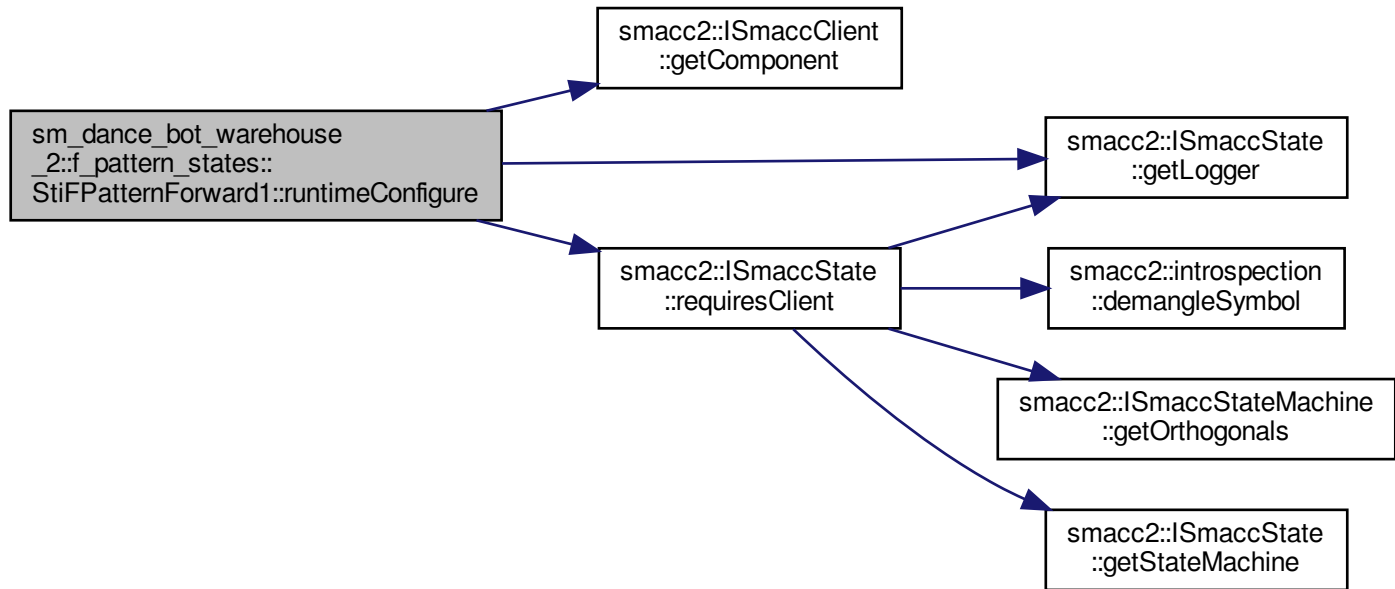 smacc2::ISmaccClient
::getComponent
sm_dance_bot_warehouse
_2::f_pattern_states::
StiFPatternForward1::runtimeConfigure
smacc2::ISmaccState
::getLogger
smacc2::ISmaccState
::requiresClient
smacc2::introspection
::demangleSymbol
smacc2::ISmaccStateMachine
::getOrthogonals
smacc2::ISmaccState
::getStateMachine